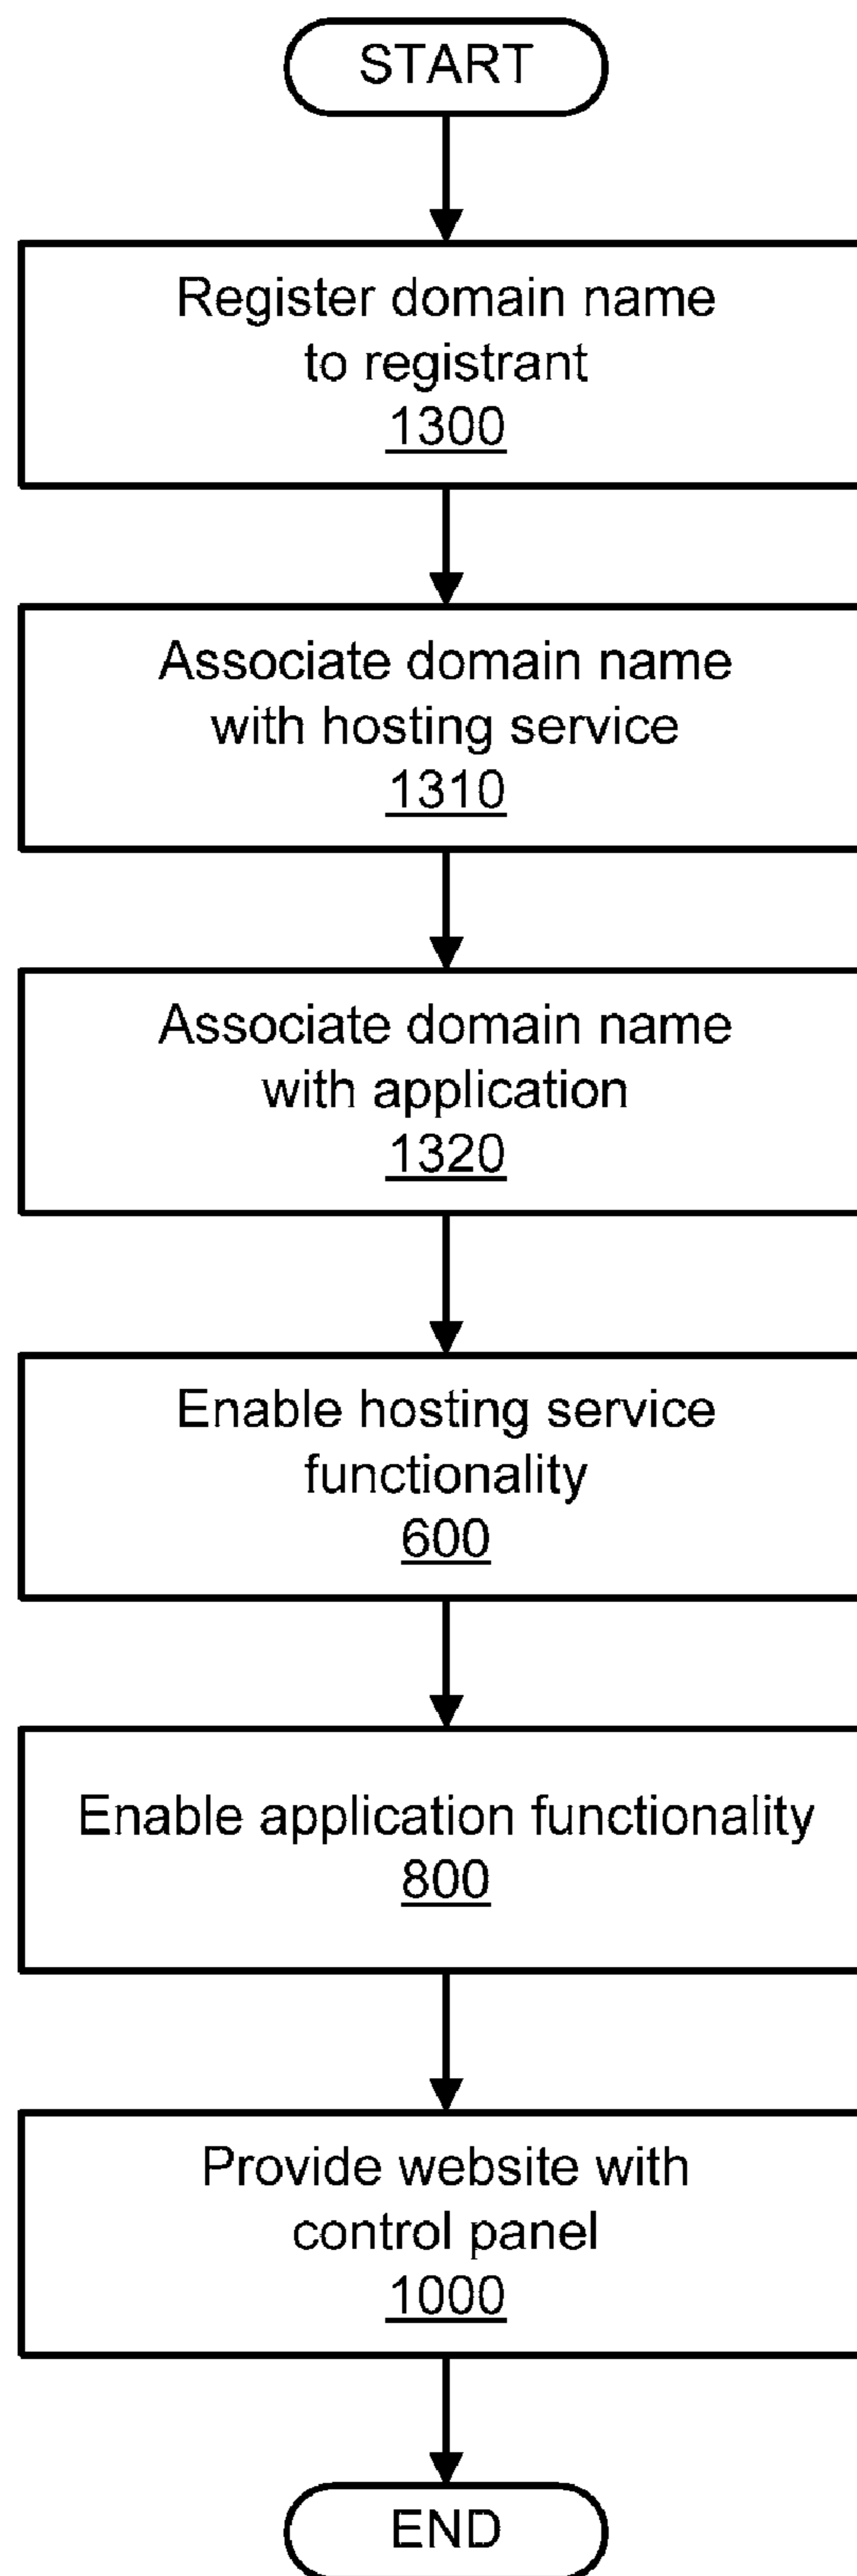 START
Register domain name
to registrant
1300
Associate domain name
with hosting service
1310
Associate domain name
with application
1320
Enable hosting service
functionality
600
Enable application functionality
800
Provide website with
control panel
1000
END